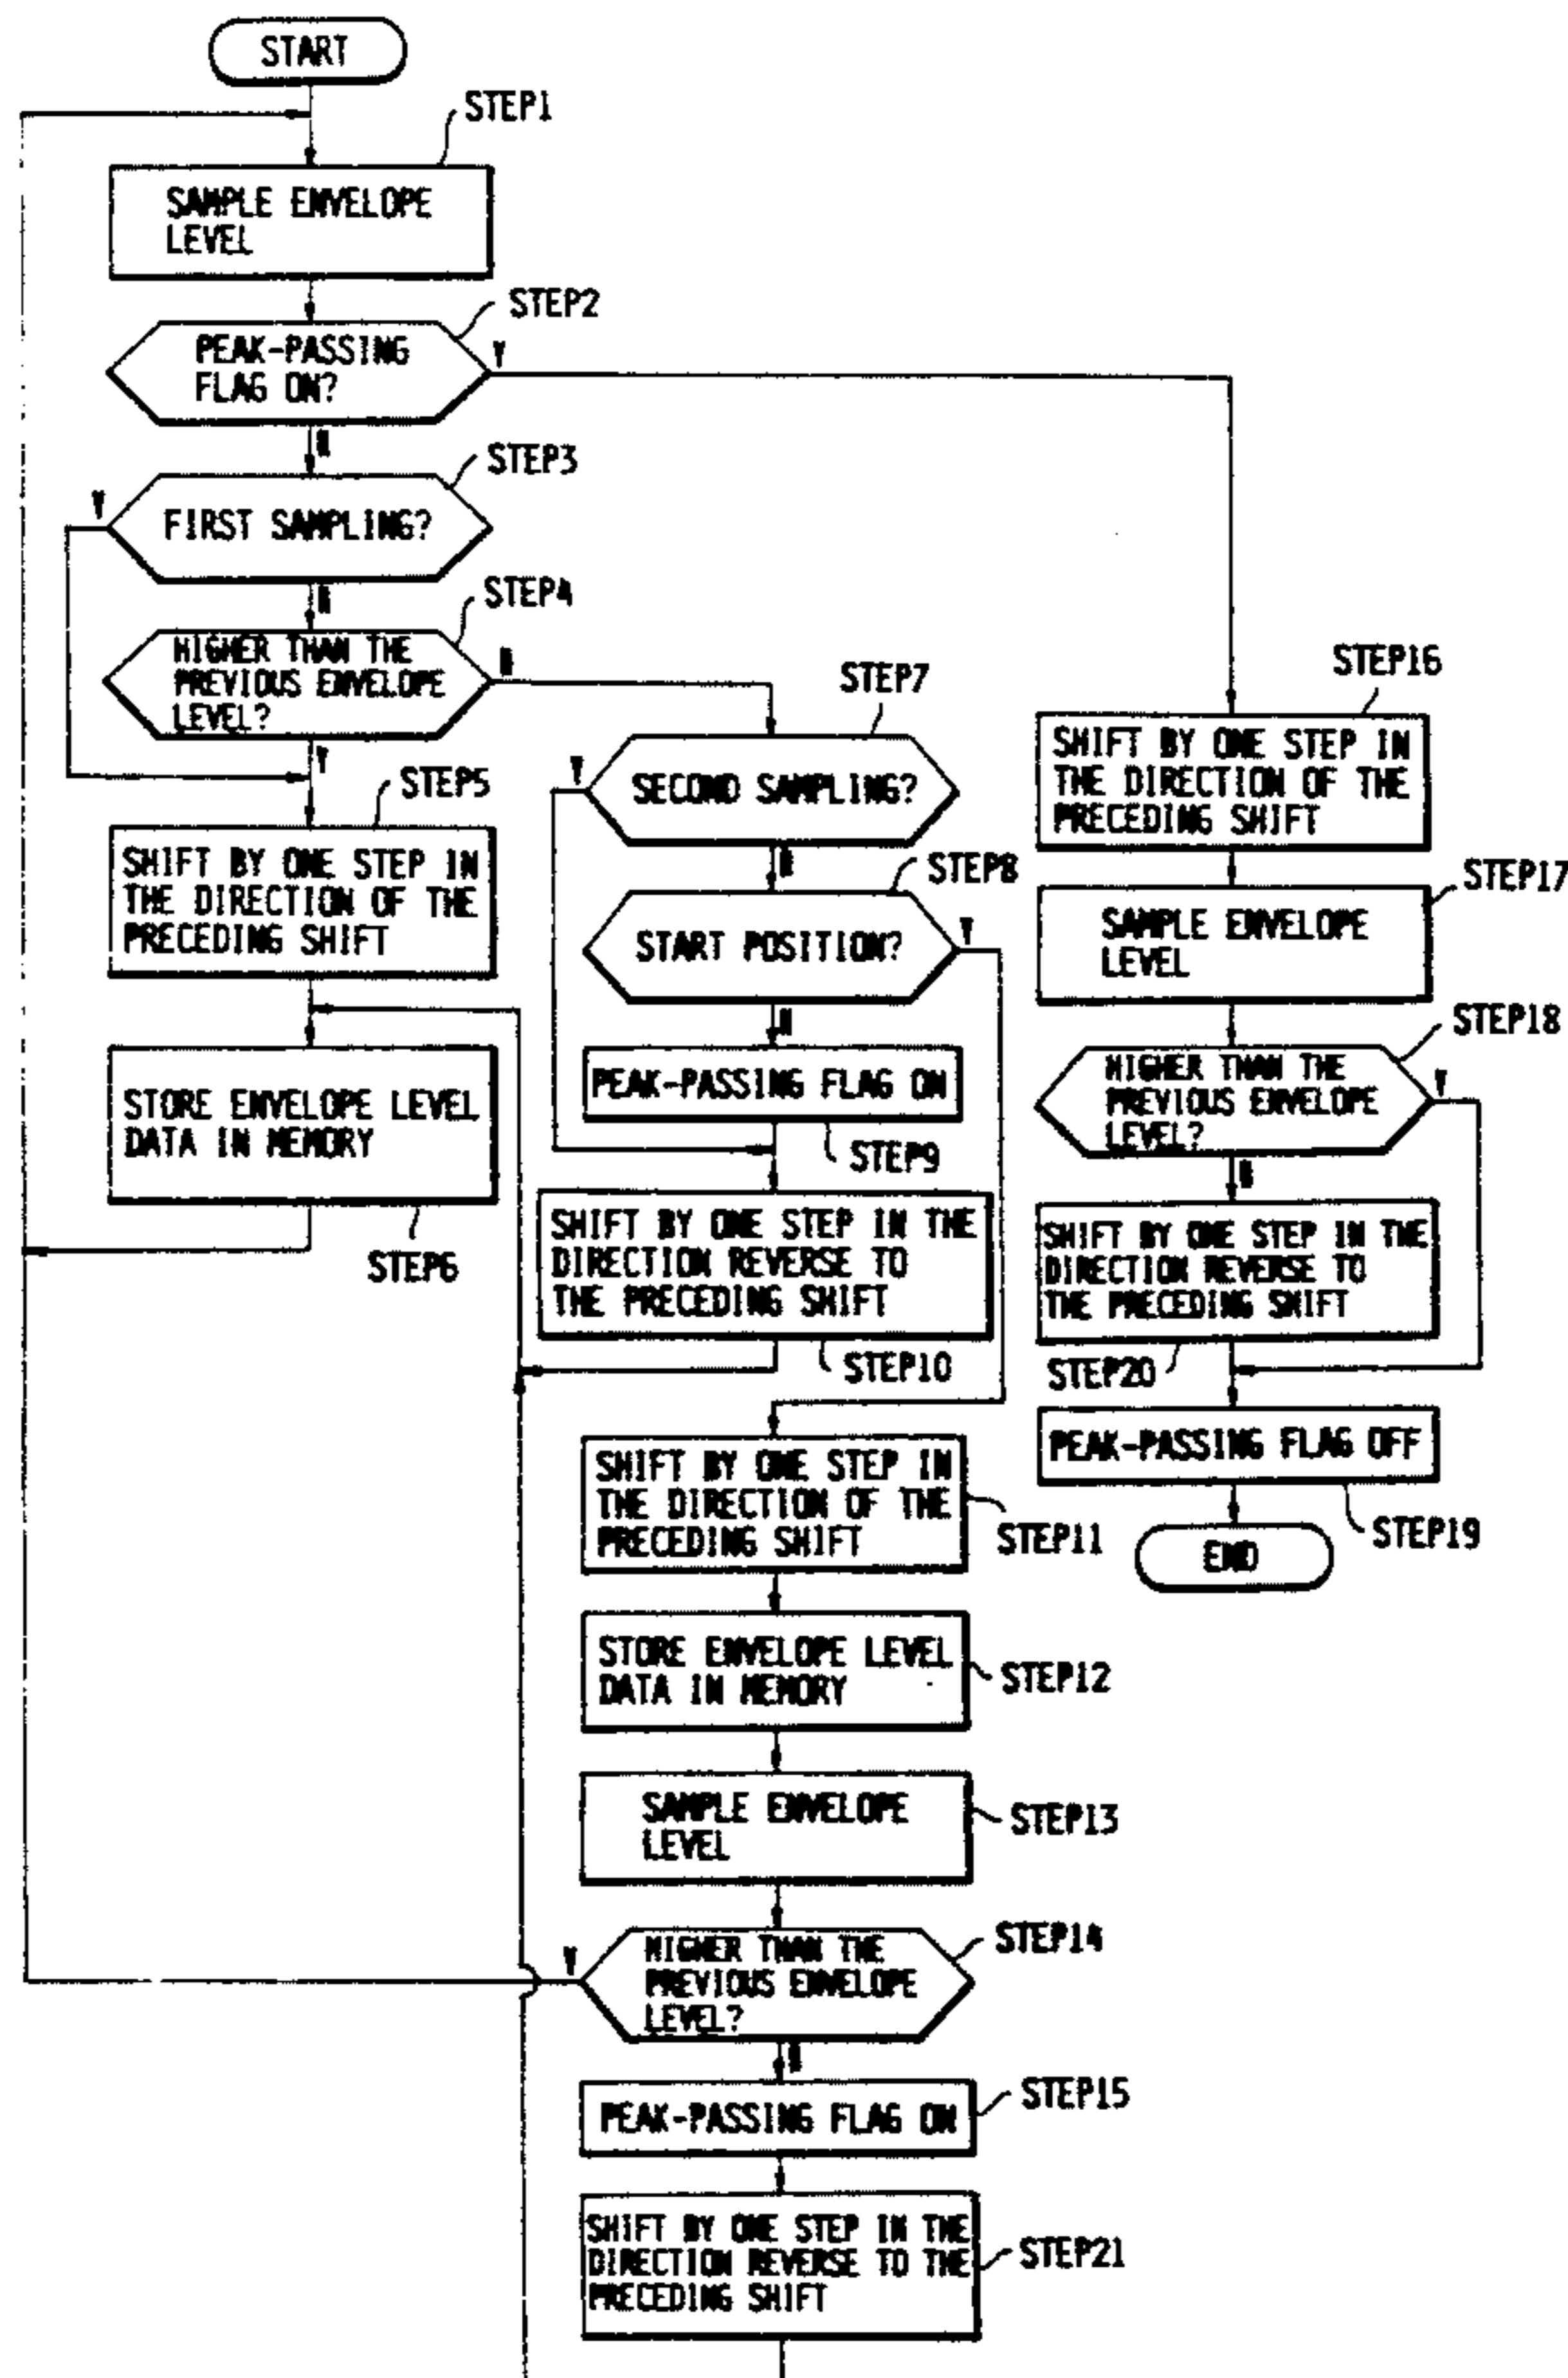 START
STEP1
SAMPLE ENVELOPE
LEVEL
STEP2
PEAK-PASSING
FLAG ON?
Y
N
STEP3
Y
FIRST SAMPLING?
N
STEP4
HIGHER THAN THE
PREVIOUS ENVELOPE
LEVEL?
N
Y
STEP5
SHIFT BY ONE STEP IN
THE DIRECTION OF THE
PRECEDING SHIFT
STORE ENVELOPE LEVEL
DATA IN MEMORY
STEP6
STEP7
Y
SECOND SAMPLING?
N
STEP8
START POSITION?
Y
N
PEAK-PASSING FLAG ON
STEP9
SHIFT BY ONE STEP IN THE
DIRECTION REVERSE TO
THE PRECEDING SHIFT
STEP10
SHIFT BY ONE STEP IN
THE DIRECTION OF THE
PRECEDING SHIFT
STEP11
STORE ENVELOPE LEVEL
DATA IN MEMORY
STEP12
SAMPLE ENVELOPE
LEVEL
STEP13
STEP14
Y
HIGHER THAN THE
PREVIOUS ENVELOPE
LEVEL?
N
STEP15
PEAK-PASSING FLAG ON
SHIFT BY ONE STEP IN THE
DIRECTION REVERSE TO THE
PRECEDING SHIFT
STEP21
STEP16
SHIFT BY ONE STEP IN
THE DIRECTION OF THE
PRECEDING SHIFT
STEP17
SAMPLE ENVELOPE
LEVEL
STEP18
HIGHER THAN THE
PREVIOUS ENVELOPE
LEVEL?
Y
N
SHIFT BY ONE STEP IN THE
DIRECTION REVERSE TO
THE PRECEDING SHIFT
STEP20
PEAK-PASSING FLAG OFF
STEP19
END